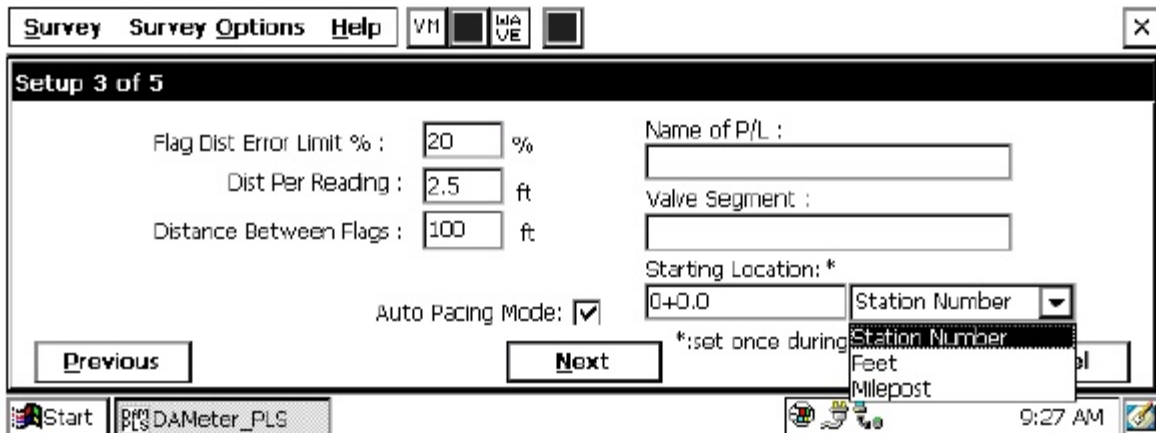 Survey Survey Options Help VM WAVE
Setup 3 of 5
Flag Dist Error Limit % : 20 %
Dist Per Reading : 2.5 ft
Distance Between Flags : 100 ft
Auto Pacing Mode:
Name of P/L :
Valve Segment :
Starting Location: *
0+0.0 Station Number
*:set once during
Station Number
Feet
Milepost
Previous Next
Start DAMeter_PLS 9:27 AM